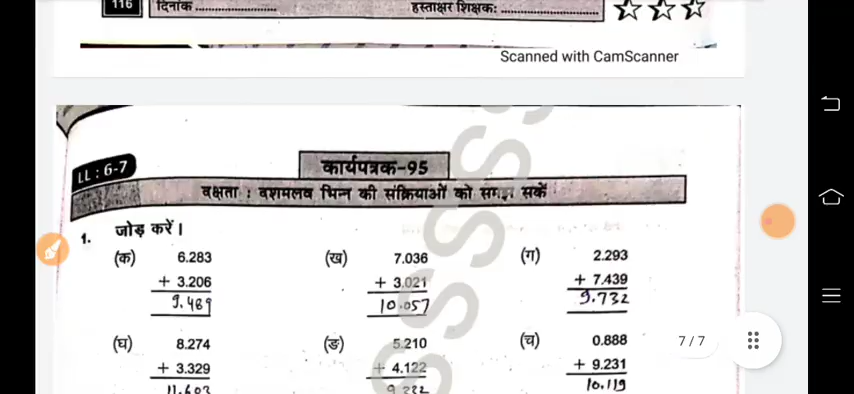 116 दिनांक ........................ हस्ताक्षर शिक्षक: .............................
Scanned with CamScanner
LL : 6-7
कार्यपत्रक-95
दक्षता : दशमलव भिन्न की संक्रियाओं को समझ सकें
1. जोड़ करें।
(क) 6.283 (ख) 7.036 (ग) 2.293
+ 3.206 + 3.021 + 7.439
9.489 10.057 9.732
(घ) 8.274 (ङ) 5.210 (च) 0.888
7/7
+ 3.329 + 4.122 + 9.231
11.603 10.119